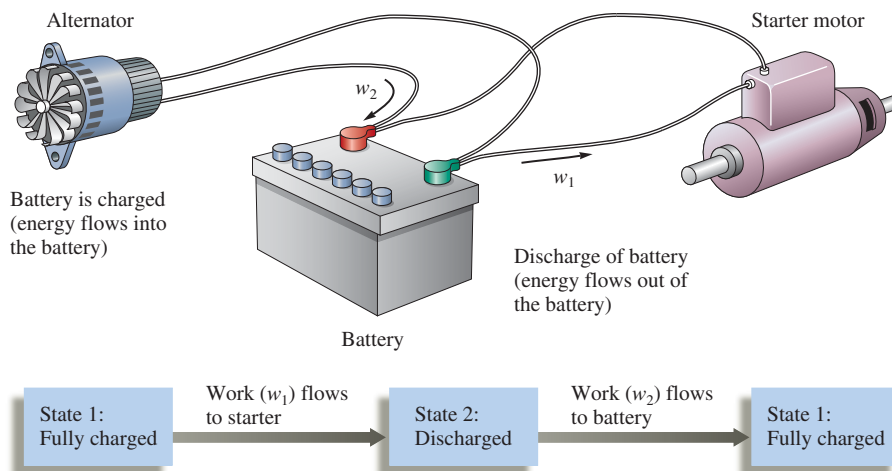 Alternator
Starter motor
w₂
w₁
Battery is charged
(energy flows into
the battery)
Discharge of battery
(energy flows out of
the battery)
Battery
State 1:
Fully charged
Work (w₁) flows
to starter
State 2:
Discharged
Work (w₂) flows
to battery
State 1:
Fully charged